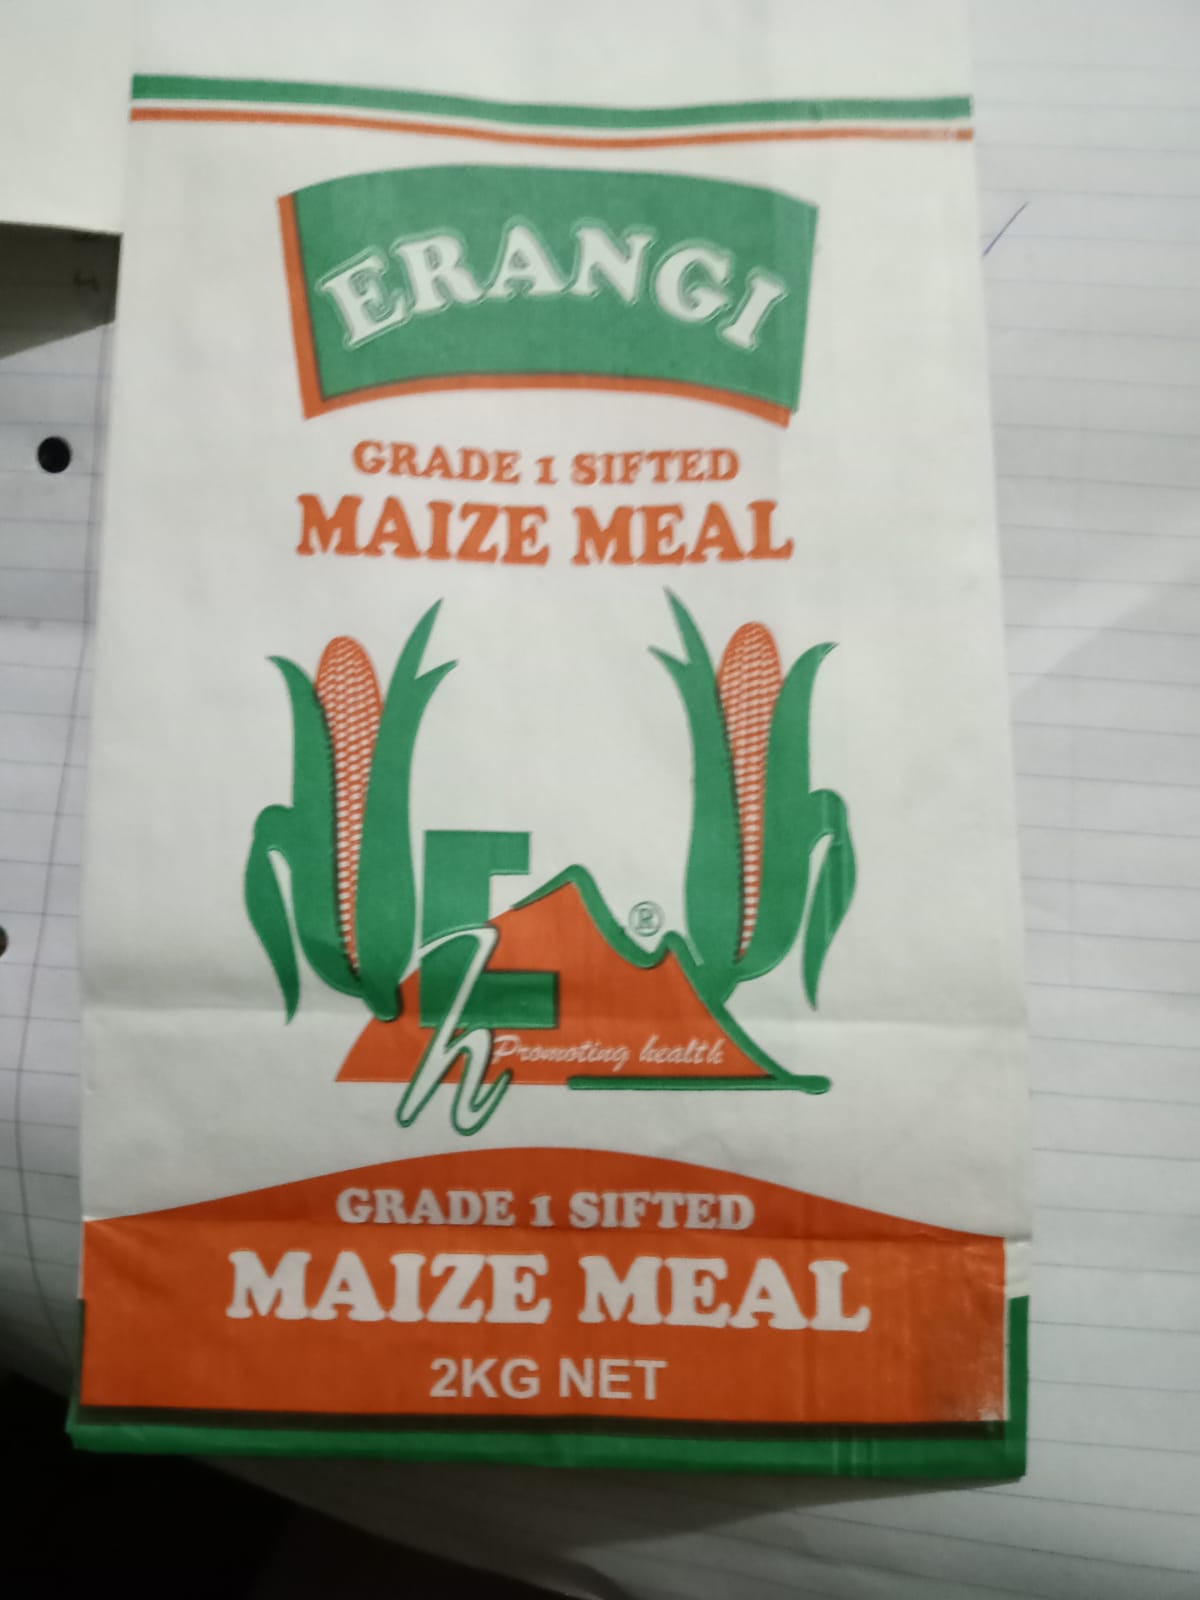 ERANGI
GRADE 1 SIFTED
MAIZE MEAL
E
®
h
Promoting health
GRADE 1 SIFTED
MAIZE MEAL
2KG NET